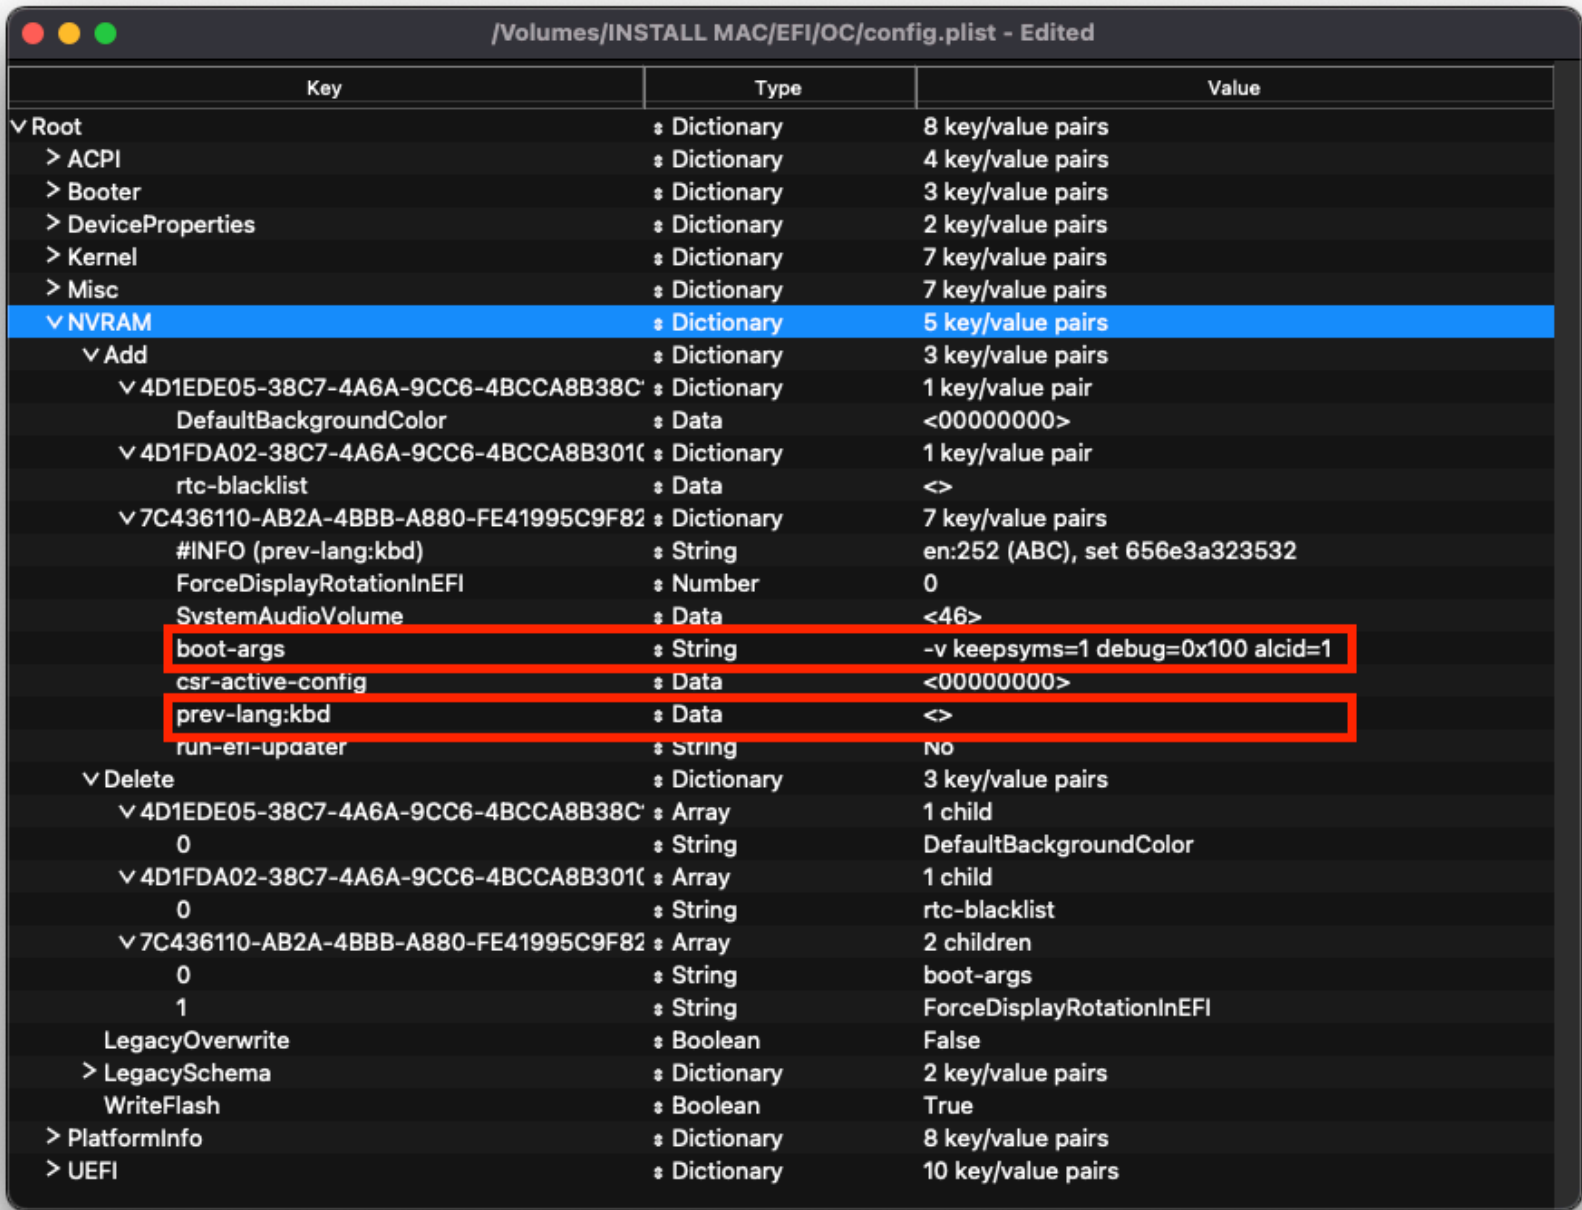 /Volumes/INSTALL MAC/EFI/OC/config.plist - Edited
Key Type Value
Root Dictionary 8 key/value pairs
ACPI Dictionary 4 key/value pairs
Booter Dictionary 3 key/value pairs
DeviceProperties Dictionary 2 key/value pairs
Kernel Dictionary 7 key/value pairs
Misc Dictionary 7 key/value pairs
NVRAM Dictionary 5 key/value pairs
Add Dictionary 3 key/value pairs
4D1EDE05-38C7-4A6A-9CC6-4BCCA8B38C Dictionary 1 key/value pair
DefaultBackgroundColor Data <00000000>
4D1FDA02-38C7-4A6A-9CC6-4BCCA8B301 Dictionary 1 key/value pair
rtc-blacklist Data <>
7C436110-AB2A-4BBB-A880-FE41995C9F82 Dictionary 7 key/value pairs
#INFO (prev-lang:kbd) String en:252 (ABC), set 656e3a323532
ForceDisplayRotationInEFI Number 0
SystemAudioVolume Data <46>
boot-args String -v keepsyms=1 debug=0x100 alcid=1
csr-active-config Data <00000000>
prev-lang:kbd Data <>
run-efi-updater String No
Delete Dictionary 3 key/value pairs
4D1EDE05-38C7-4A6A-9CC6-4BCCA8B38C Array 1 child
0 String DefaultBackgroundColor
4D1FDA02-38C7-4A6A-9CC6-4BCCA8B301 Array 1 child
0 String rtc-blacklist
7C436110-AB2A-4BBB-A880-FE41995C9F82 Array 2 children
0 String boot-args
1 String ForceDisplayRotationInEFI
LegacyOverwrite Boolean False
LegacySchema Dictionary 2 key/value pairs
WriteFlash Boolean True
PlatformInfo Dictionary 8 key/value pairs
UEFI Dictionary 10 key/value pairs